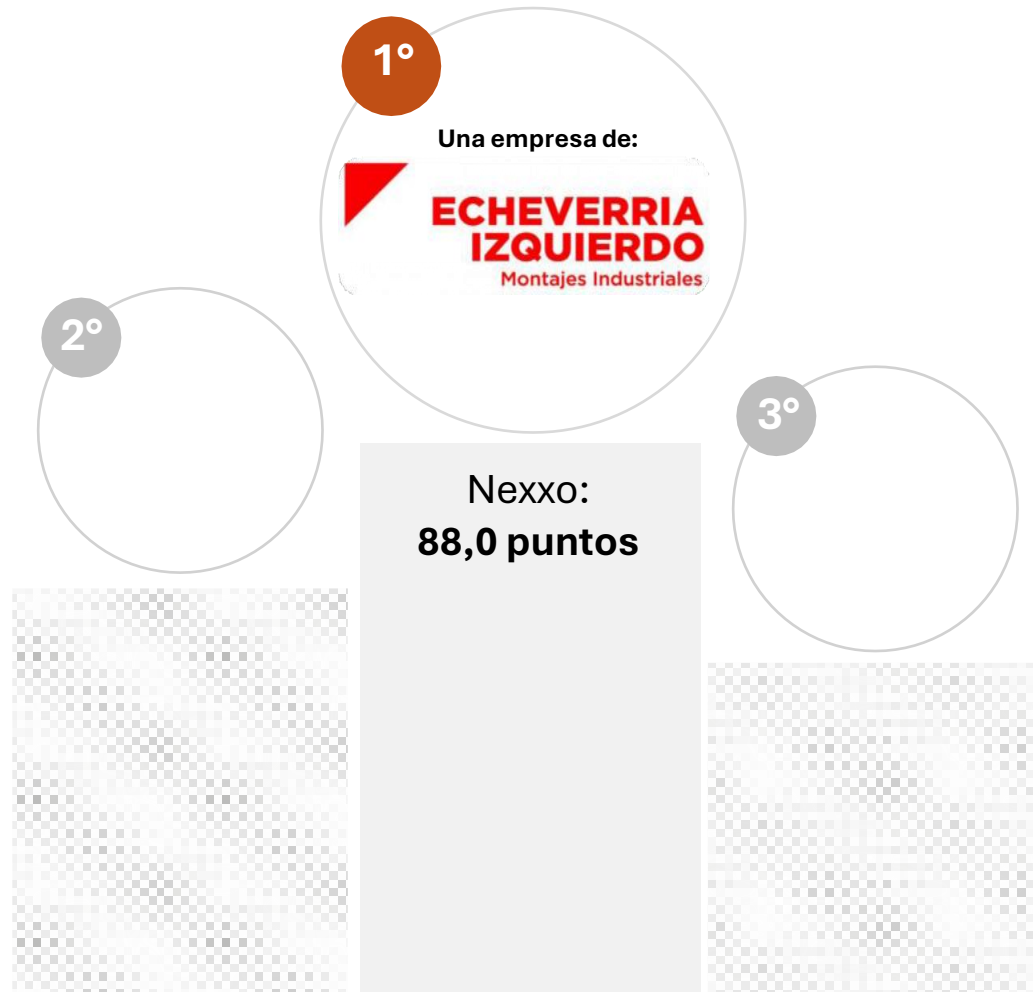 1°
Una empresa de:
ECHEVERRIA
IZQUIERDO
Montajes Industriales
2°
3°
Nexxo:
88,0 puntos